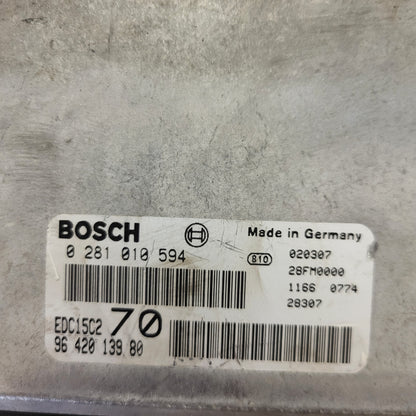 BOSCH Made in Germany
0 281 010 594 810 020307
28FM0000
1166 0774
EDC15C2 70 28307
96 420 139 80